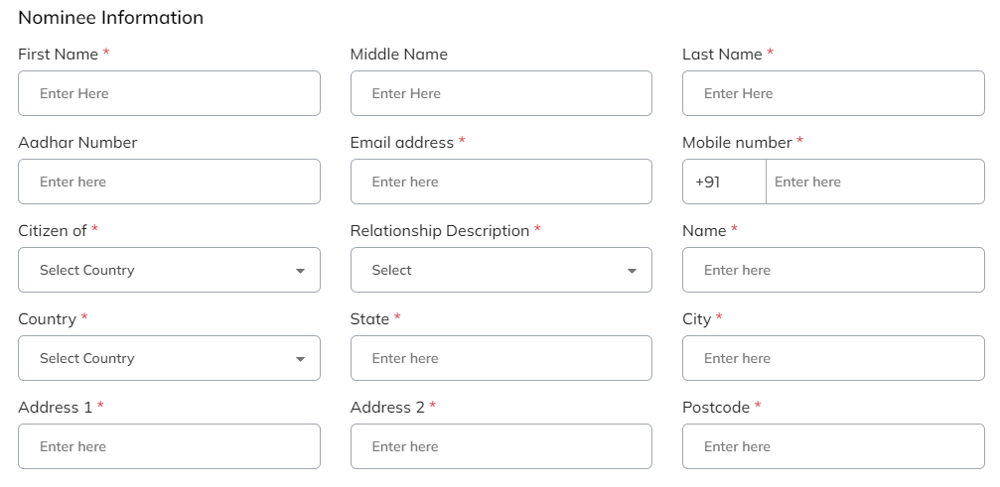 Nominee Information
First Name * Middle Name Last Name *
Enter Here Enter Here Enter Here
Aadhar Number Email address * Mobile number *
Enter here Enter here +91 Enter here
Citizen of * Relationship Description * Name *
Select Country Select Enter here
Country * State * City *
Select Country Enter here Enter here
Address 1 * Address 2 * Postcode *
Enter here Enter here Enter here